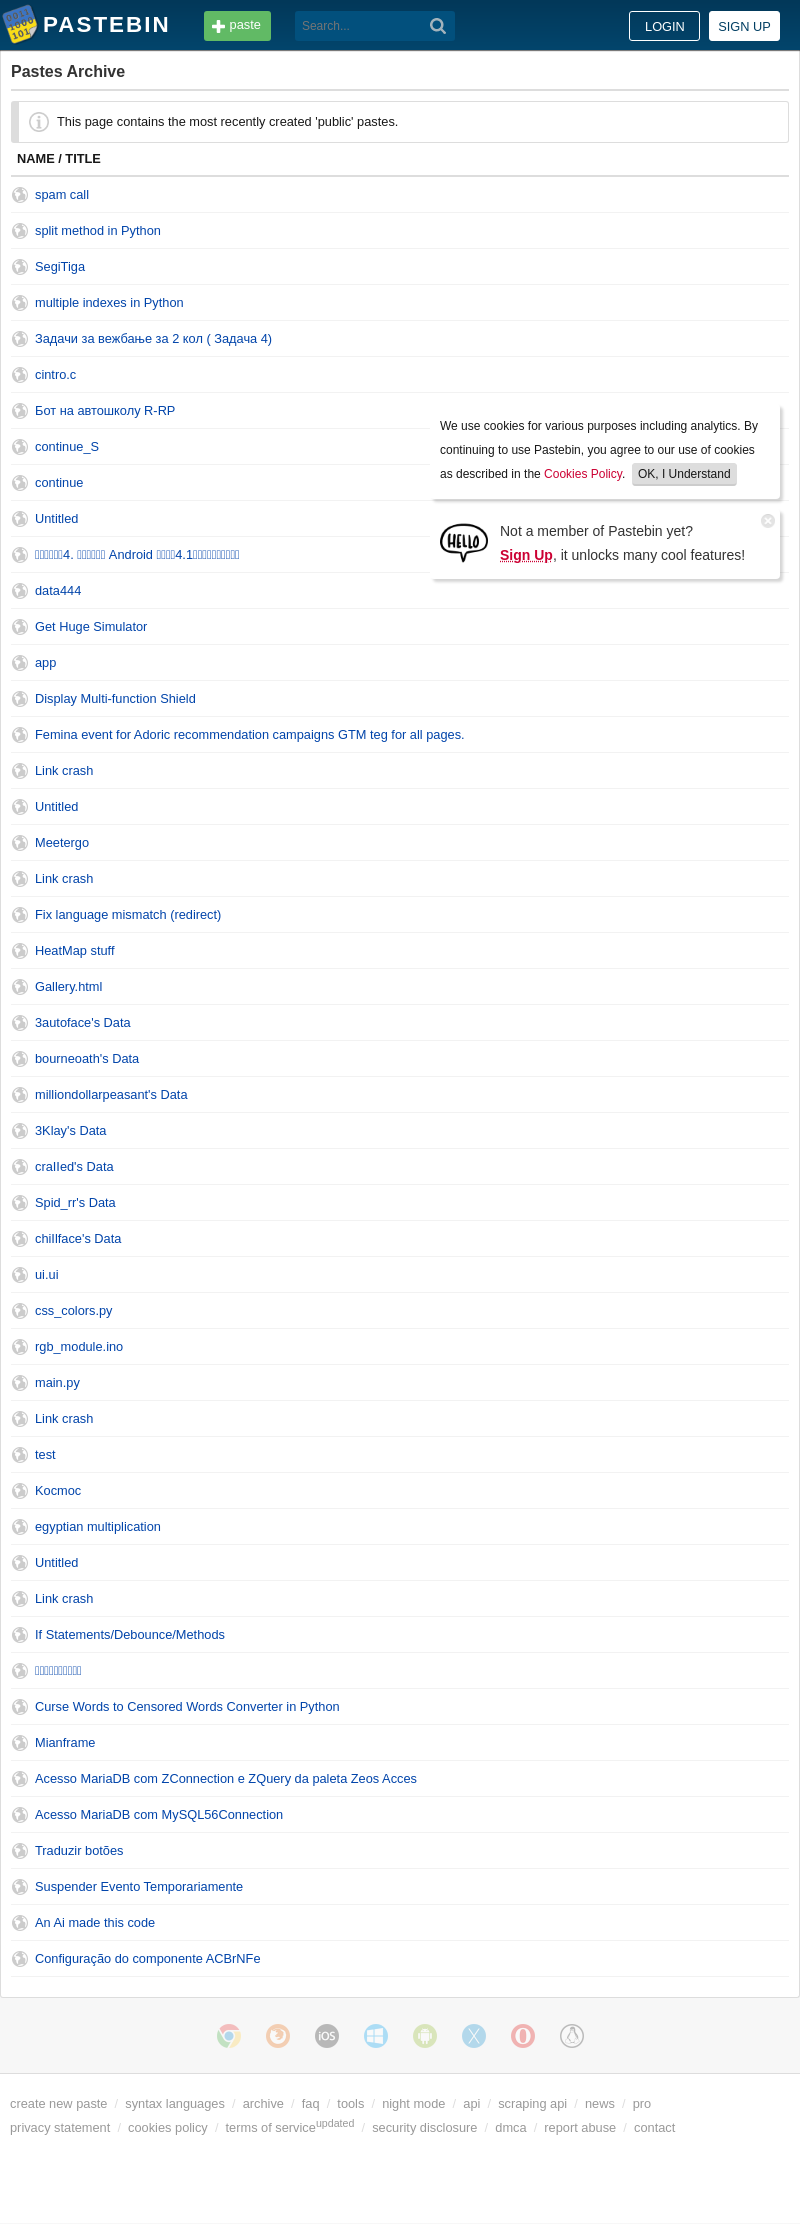 PASTEBIN
paste
Search...
LOGIN
SIGN UP
Pastes Archive
This page contains the most recently created 'public' pastes.
NAME / TITLE
spam call
split method in Python
SegiTiga
multiple indexes in Python
Задачи за вежбање за 2 кол ( Задача 4)
cintro.c
Бот на автошколу R-RP
continue_S
continue
Untitled
4. Android 4.1
data444
Get Huge Simulator
app
Display Multi-function Shield
Femina event for Adoric recommendation campaigns GTM teg for all pages.
Link crash
Untitled
Meetergo
Link crash
Fix language mismatch (redirect)
HeatMap stuff
Gallery.html
3autoface's Data
bourneoath's Data
milliondollarpeasant's Data
3Klay's Data
craIIed's Data
Spid_rr's Data
chiIlface's Data
ui.ui
css_colors.py
rgb_module.ino
main.py
Link crash
test
Космос
egyptian multiplication
Untitled
Link crash
If Statements/Debounce/Methods
Curse Words to Censored Words Converter in Python
Mianframe
Acesso MariaDB com ZConnection e ZQuery da paleta Zeos Acces
Acesso MariaDB com MySQL56Connection
Traduzir botões
Suspender Evento Temporariamente
An Ai made this code
Configuração do componente ACBrNFe
We use cookies for various purposes including analytics. By
continuing to use Pastebin, you agree to our use of cookies
as described in the Cookies Policy. OK, I Understand
HELLO
Not a member of Pastebin yet?
Sign Up, it unlocks many cool features!
iOS
create new paste / syntax languages / archive / faq / tools / night mode / api / scraping api / news / pro
privacy statement / cookies policy / terms of service updated / security disclosure / dmca / report abuse / contact